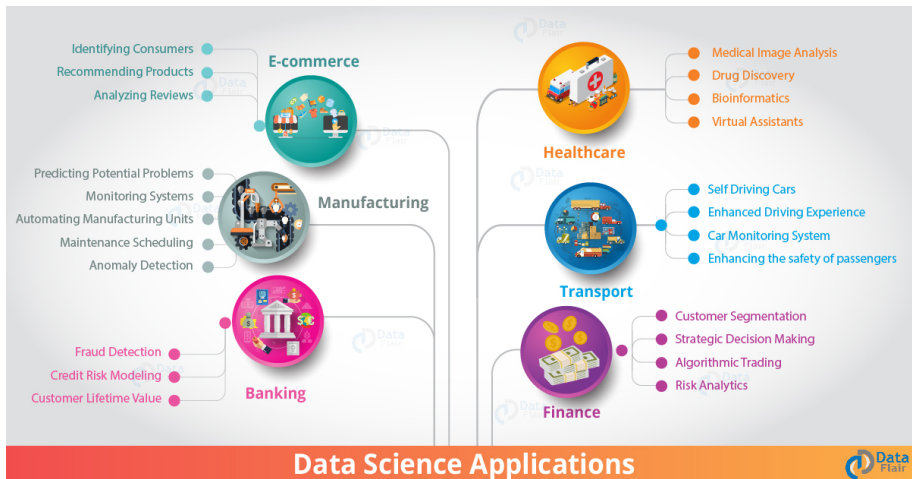 Data
Flair
Identifying Consumers
Recommending Products
Analyzing Reviews
E-commerce
Predicting Potential Problems
Monitoring Systems
Automating Manufacturing Units
Maintenance Scheduling
Anomaly Detection
Manufacturing
Fraud Detection
Credit Risk Modeling
Customer Lifetime Value
Banking
Medical Image Analysis
Drug Discovery
Bioinformatics
Virtual Assistants
Healthcare
Self Driving Cars
Enhanced Driving Experience
Car Monitoring System
Enhancing the safety of passengers
Transport
Customer Segmentation
Strategic Decision Making
Algorithmic Trading
Risk Analytics
Finance
Data Science Applications
Data
Flair